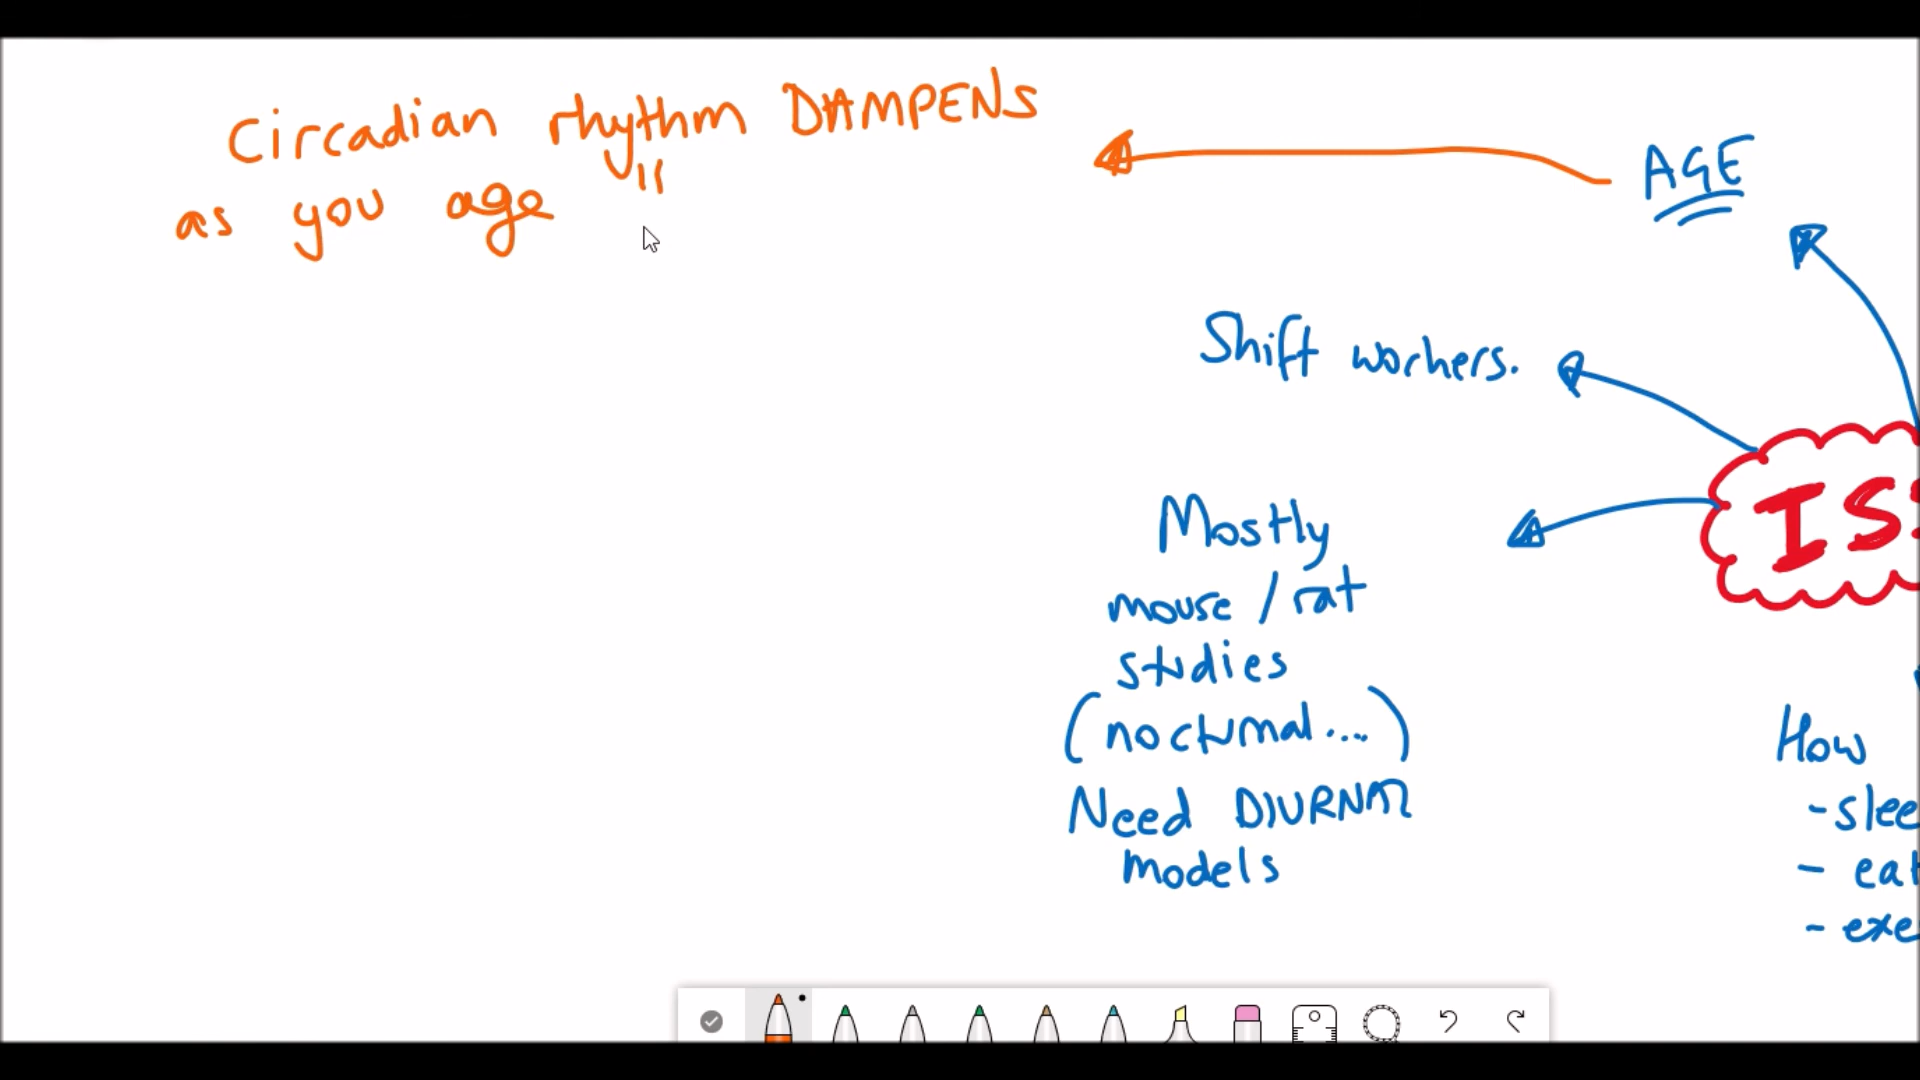 Circadian rhythm DAMPENS
as you age !!
AGE
Shift workers.
Mostly
mouse / rat
studies
(nocturnal...)
Need DIURNAL
models
ISS
How
- slee
- eat
- exe